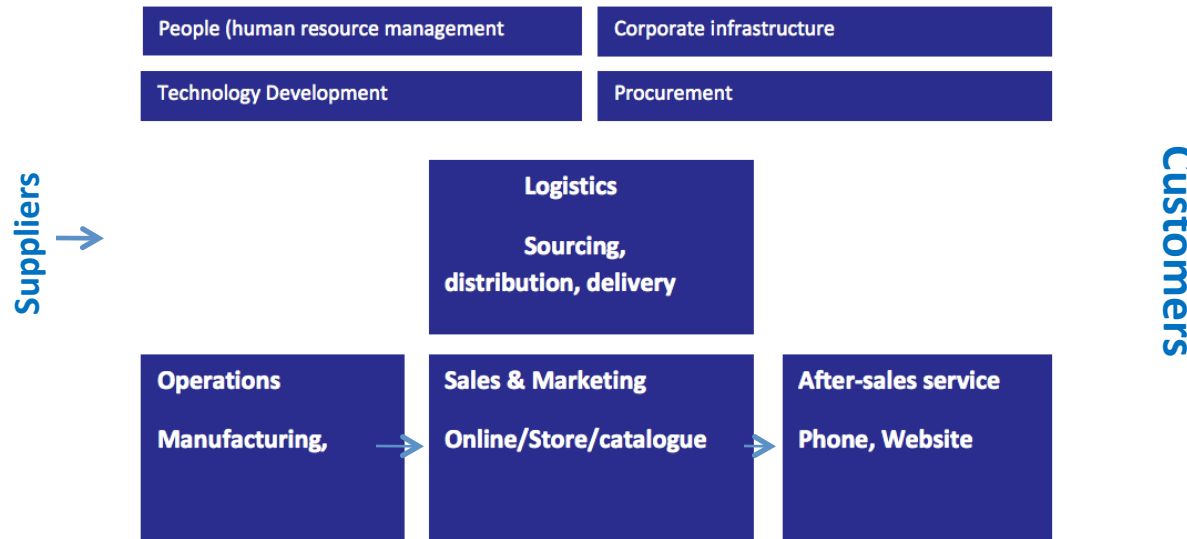 People (human resource management
Corporate infrastructure
Technology Development
Procurement
Suppliers
Logistics
Sourcing,
distribution, delivery
Customers
Operations
Manufacturing,
Sales & Marketing
Online/Store/catalogue
After-sales service
Phone, Website